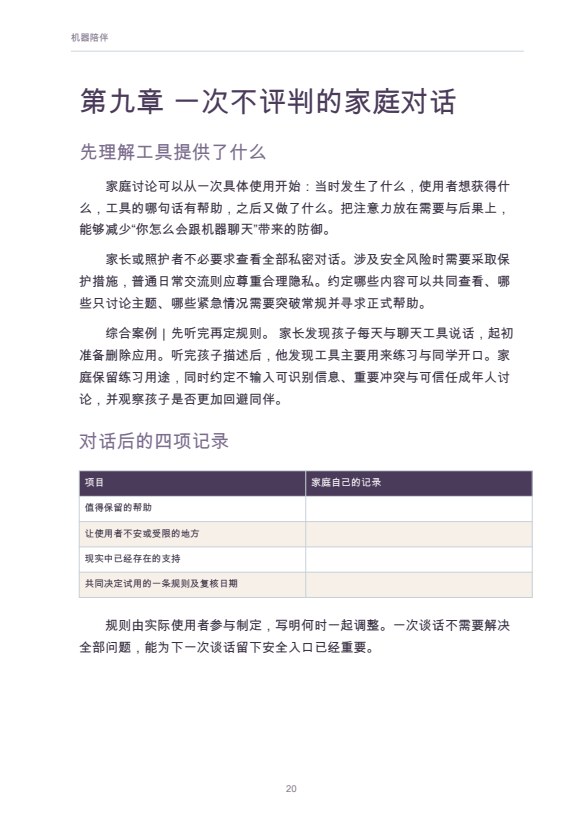 机器陪伴
第九章 一次不评判的家庭对话
先理解工具提供了什么
家庭讨论可以从一次具体使用开始：当时发生了什么，使用者想获得什
么，工具的哪句话有帮助，之后又做了什么。把注意力放在需要与后果上，
能够减少“你怎么会跟机器聊天”带来的防御。
家长或照护者不必要求查看全部私密对话。涉及安全风险时需要采取保
护措施，普通日常交流则应尊重合理隐私。约定哪些内容可以共同查看、哪
些只讨论主题、哪些紧急情况需要突破常规并寻求正式帮助。
综合案例 | 先听完再定规则。 家长发现孩子每天与聊天工具说话，起初
准备删除应用。听完孩子描述后，他发现工具主要用来练习与同学开口。家
庭保留练习用途，同时约定不输入可识别信息、重要冲突与可信任成年人讨
论，并观察孩子是否更加回避同伴。
对话后的四项记录
项目 家庭自己的记录
值得保留的帮助
让使用者不安或受限的地方
现实中已经存在的支持
共同决定试用的一条规则及复核日期
规则由实际使用者参与制定，写明何时一起调整。一次谈话不需要解决
全部问题，能为下一次谈话留下安全入口已经重要。
20